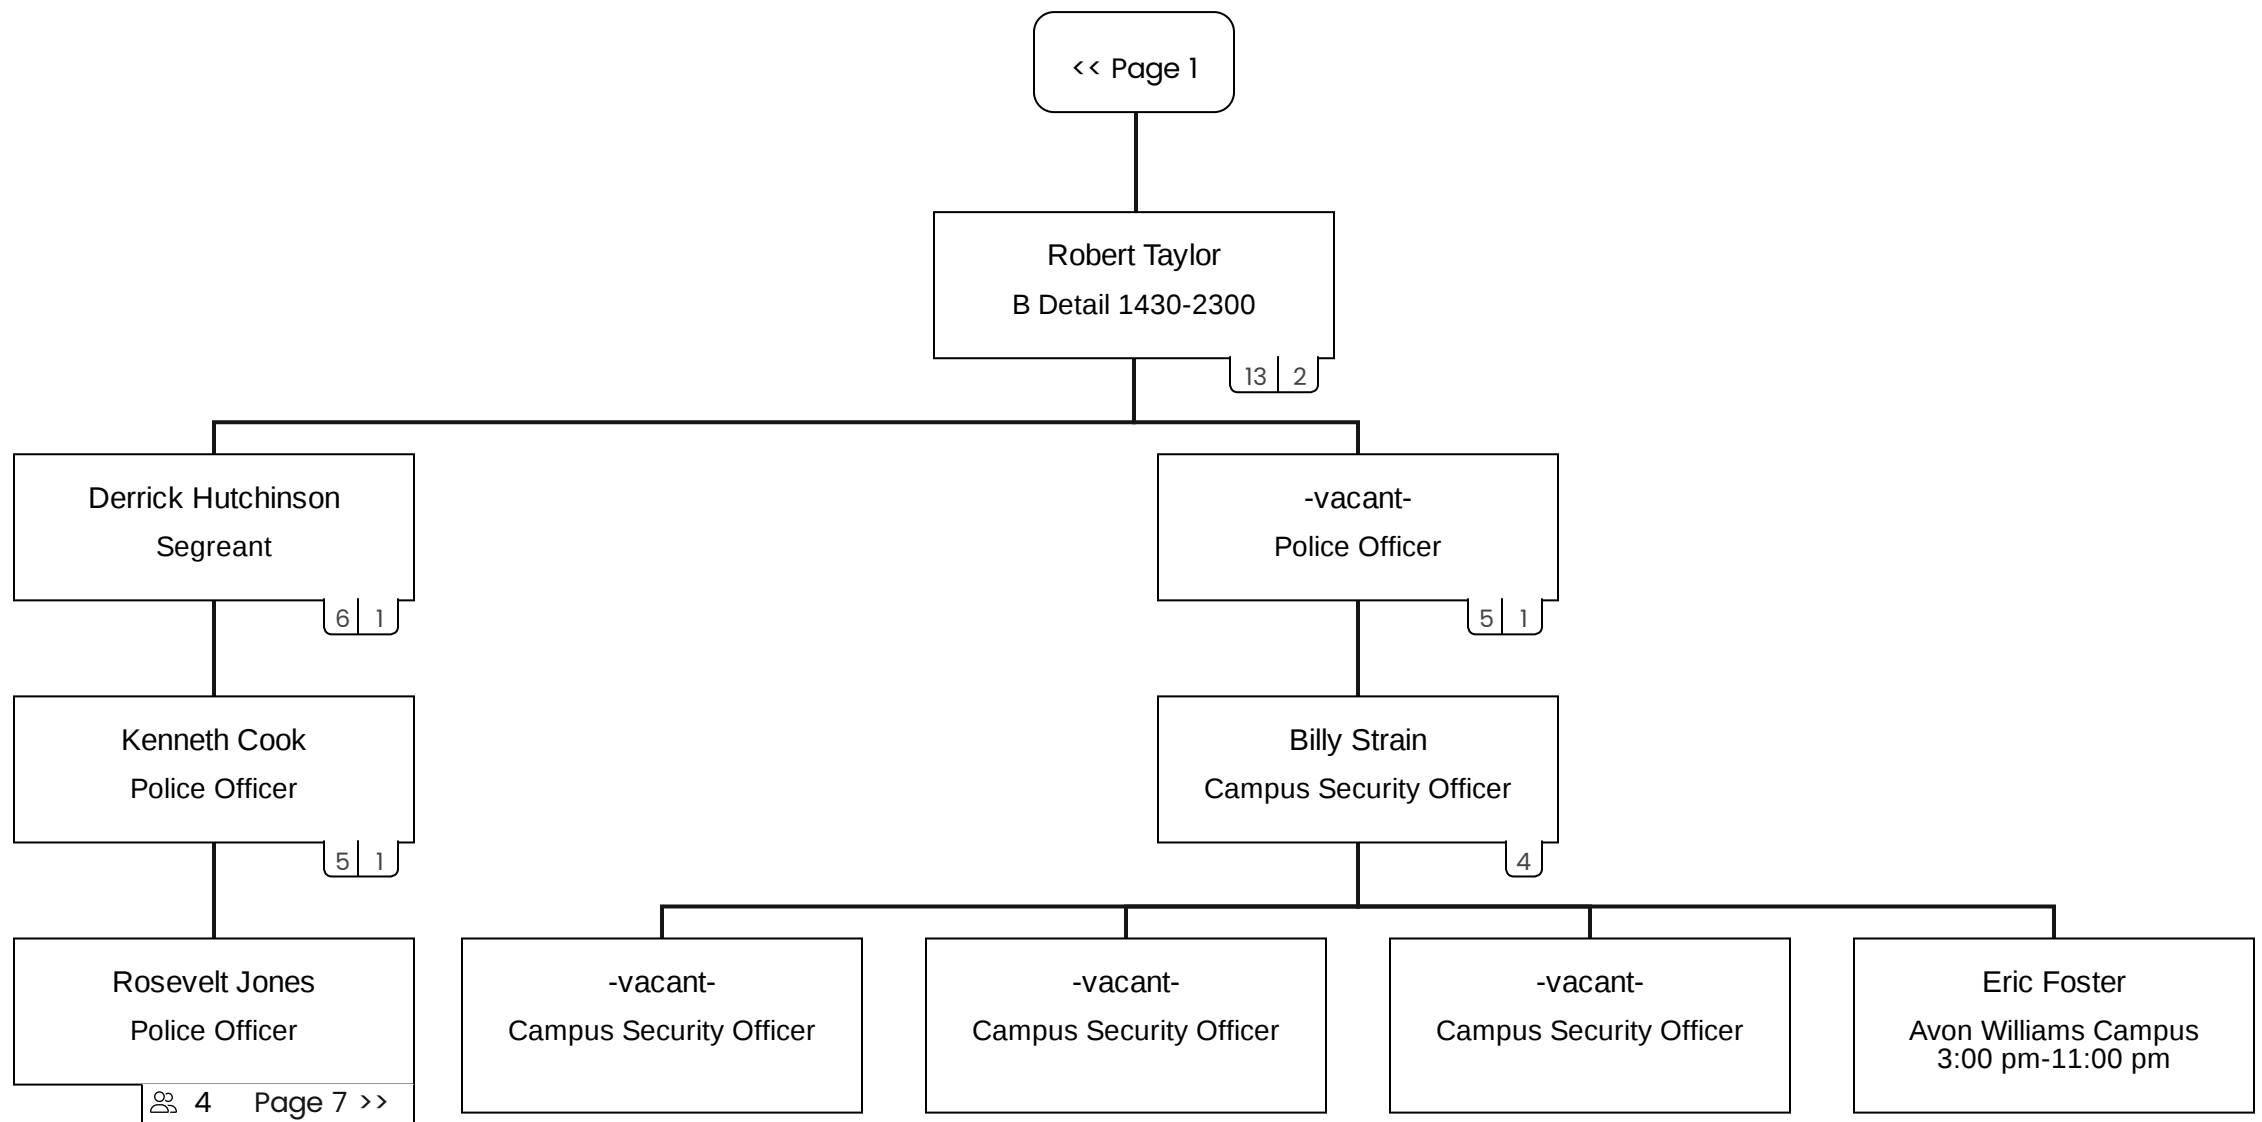 << Page 1
Robert Taylor
B Detail 1430-2300
13 2
Derrick Hutchinson
Segreant
6 1
-vacant-
Police Officer
5 1
Kenneth Cook
Police Officer
5 1
Billy Strain
Campus Security Officer
4
Rosevelt Jones
Police Officer
4 Page 7 >>
-vacant-
Campus Security Officer
-vacant-
Campus Security Officer
-vacant-
Campus Security Officer
Eric Foster
Avon Williams Campus
3:00 pm-11:00 pm